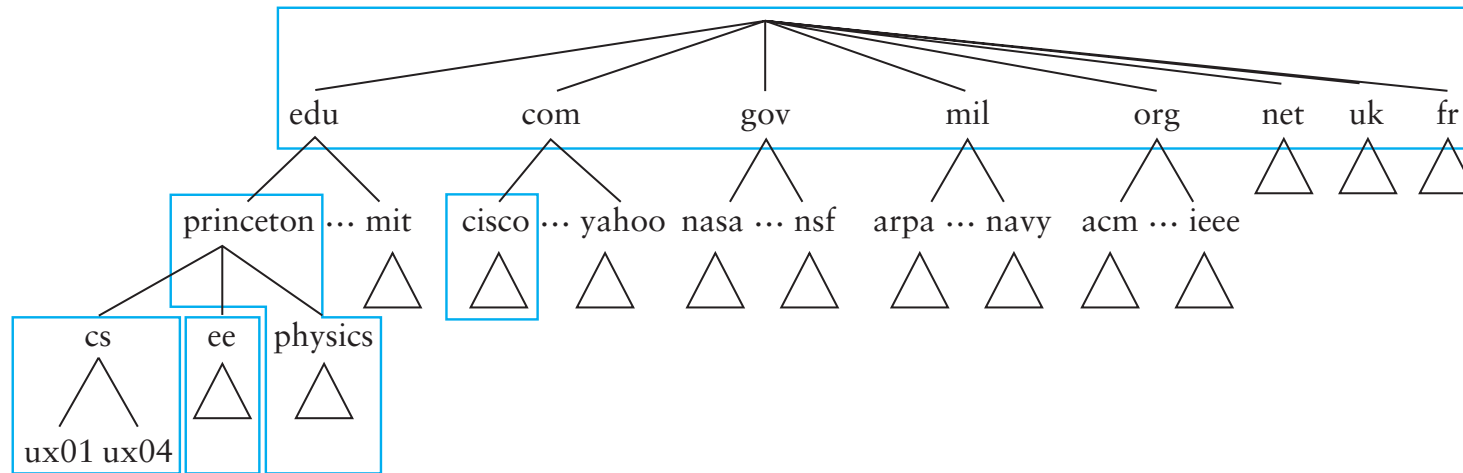 edu com gov mil org net uk fr
princeton ... mit cisco ... yahoo nasa ... nsf arpa ... navy acm ... ieee
cs ee physics
ux01 ux04